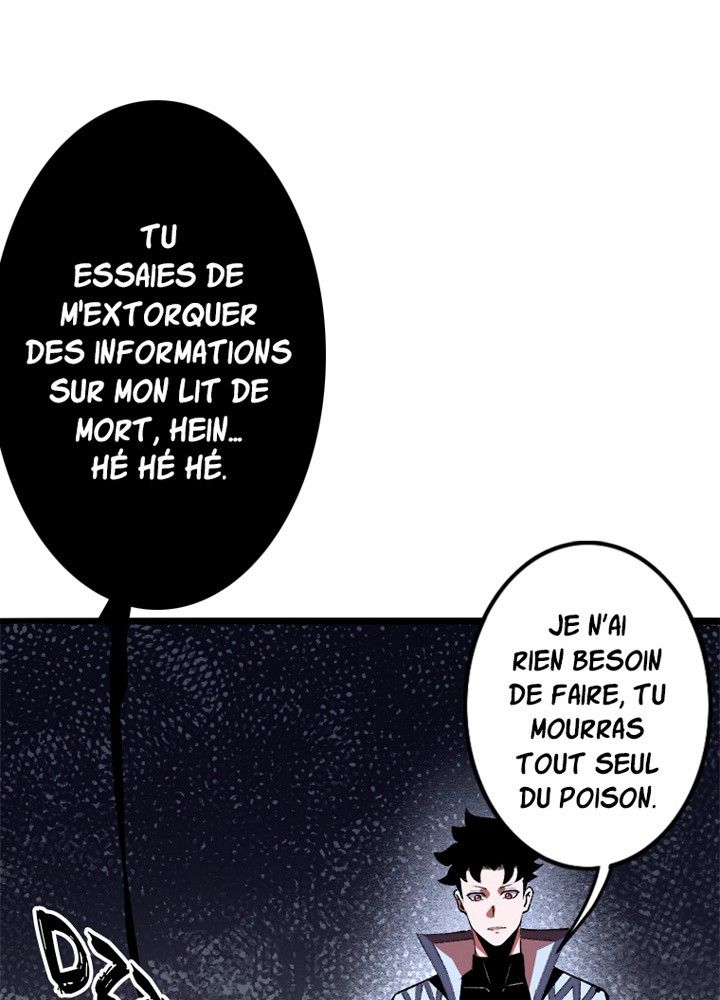 TU
ESSAIES DE
M'EXTORQUER
DES INFORMATIONS
SUR MON LIT DE
MORT, HEIN...
HÉ HÉ HÉ.
JE N'AI
RIEN BESOIN
DE FAIRE, TU
MOURRAS
TOUT SEUL
DU POISON.